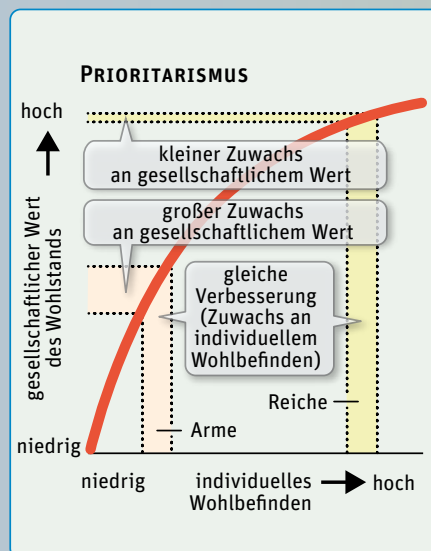 PRIORITARISMUS
hoch
gesellschaftlicher Wert
des Wohlstands
kleiner Zuwachs
an gesellschaftlichem Wert
großer Zuwachs
an gesellschaftlichem Wert
gleiche
Verbesserung
(Zuwachs an
individuellem
Wohlbefinden)
Reiche
Arme
niedrig
niedrig
individuelles
Wohlbefinden
hoch